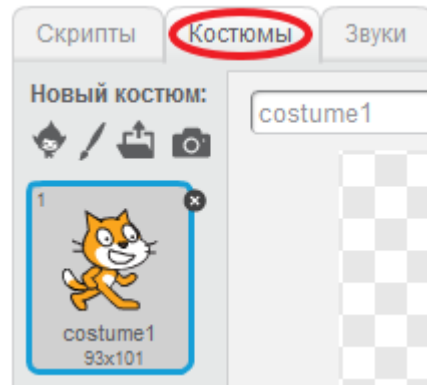 Скрипты Костюмы Звуки
Новый костюм:
costume1
1
costume1
93x101